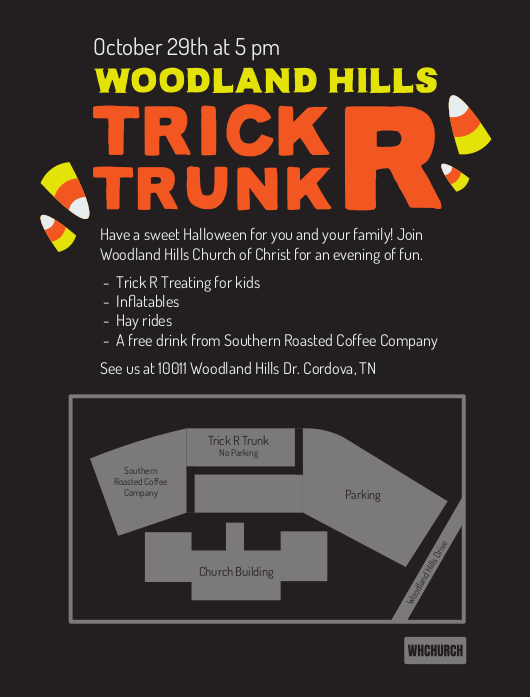 October 29th at 5 pm
WOODLAND HILLS
TRICK R
TRUNK
Have a sweet Halloween for you and your family! Join
Woodland Hills Church of Christ for an evening of fun.
- Trick R Treating for kids
- Inflatables
- Hay rides
- A free drink from Southern Roasted Coffee Company
See us at 10011 Woodland Hills Dr. Cordova, TN
Trick R Trunk
No Parking
Southern
Roasted Coffee
Company
Parking
Church Building
Woodland Hills Drive
WHCHURCH